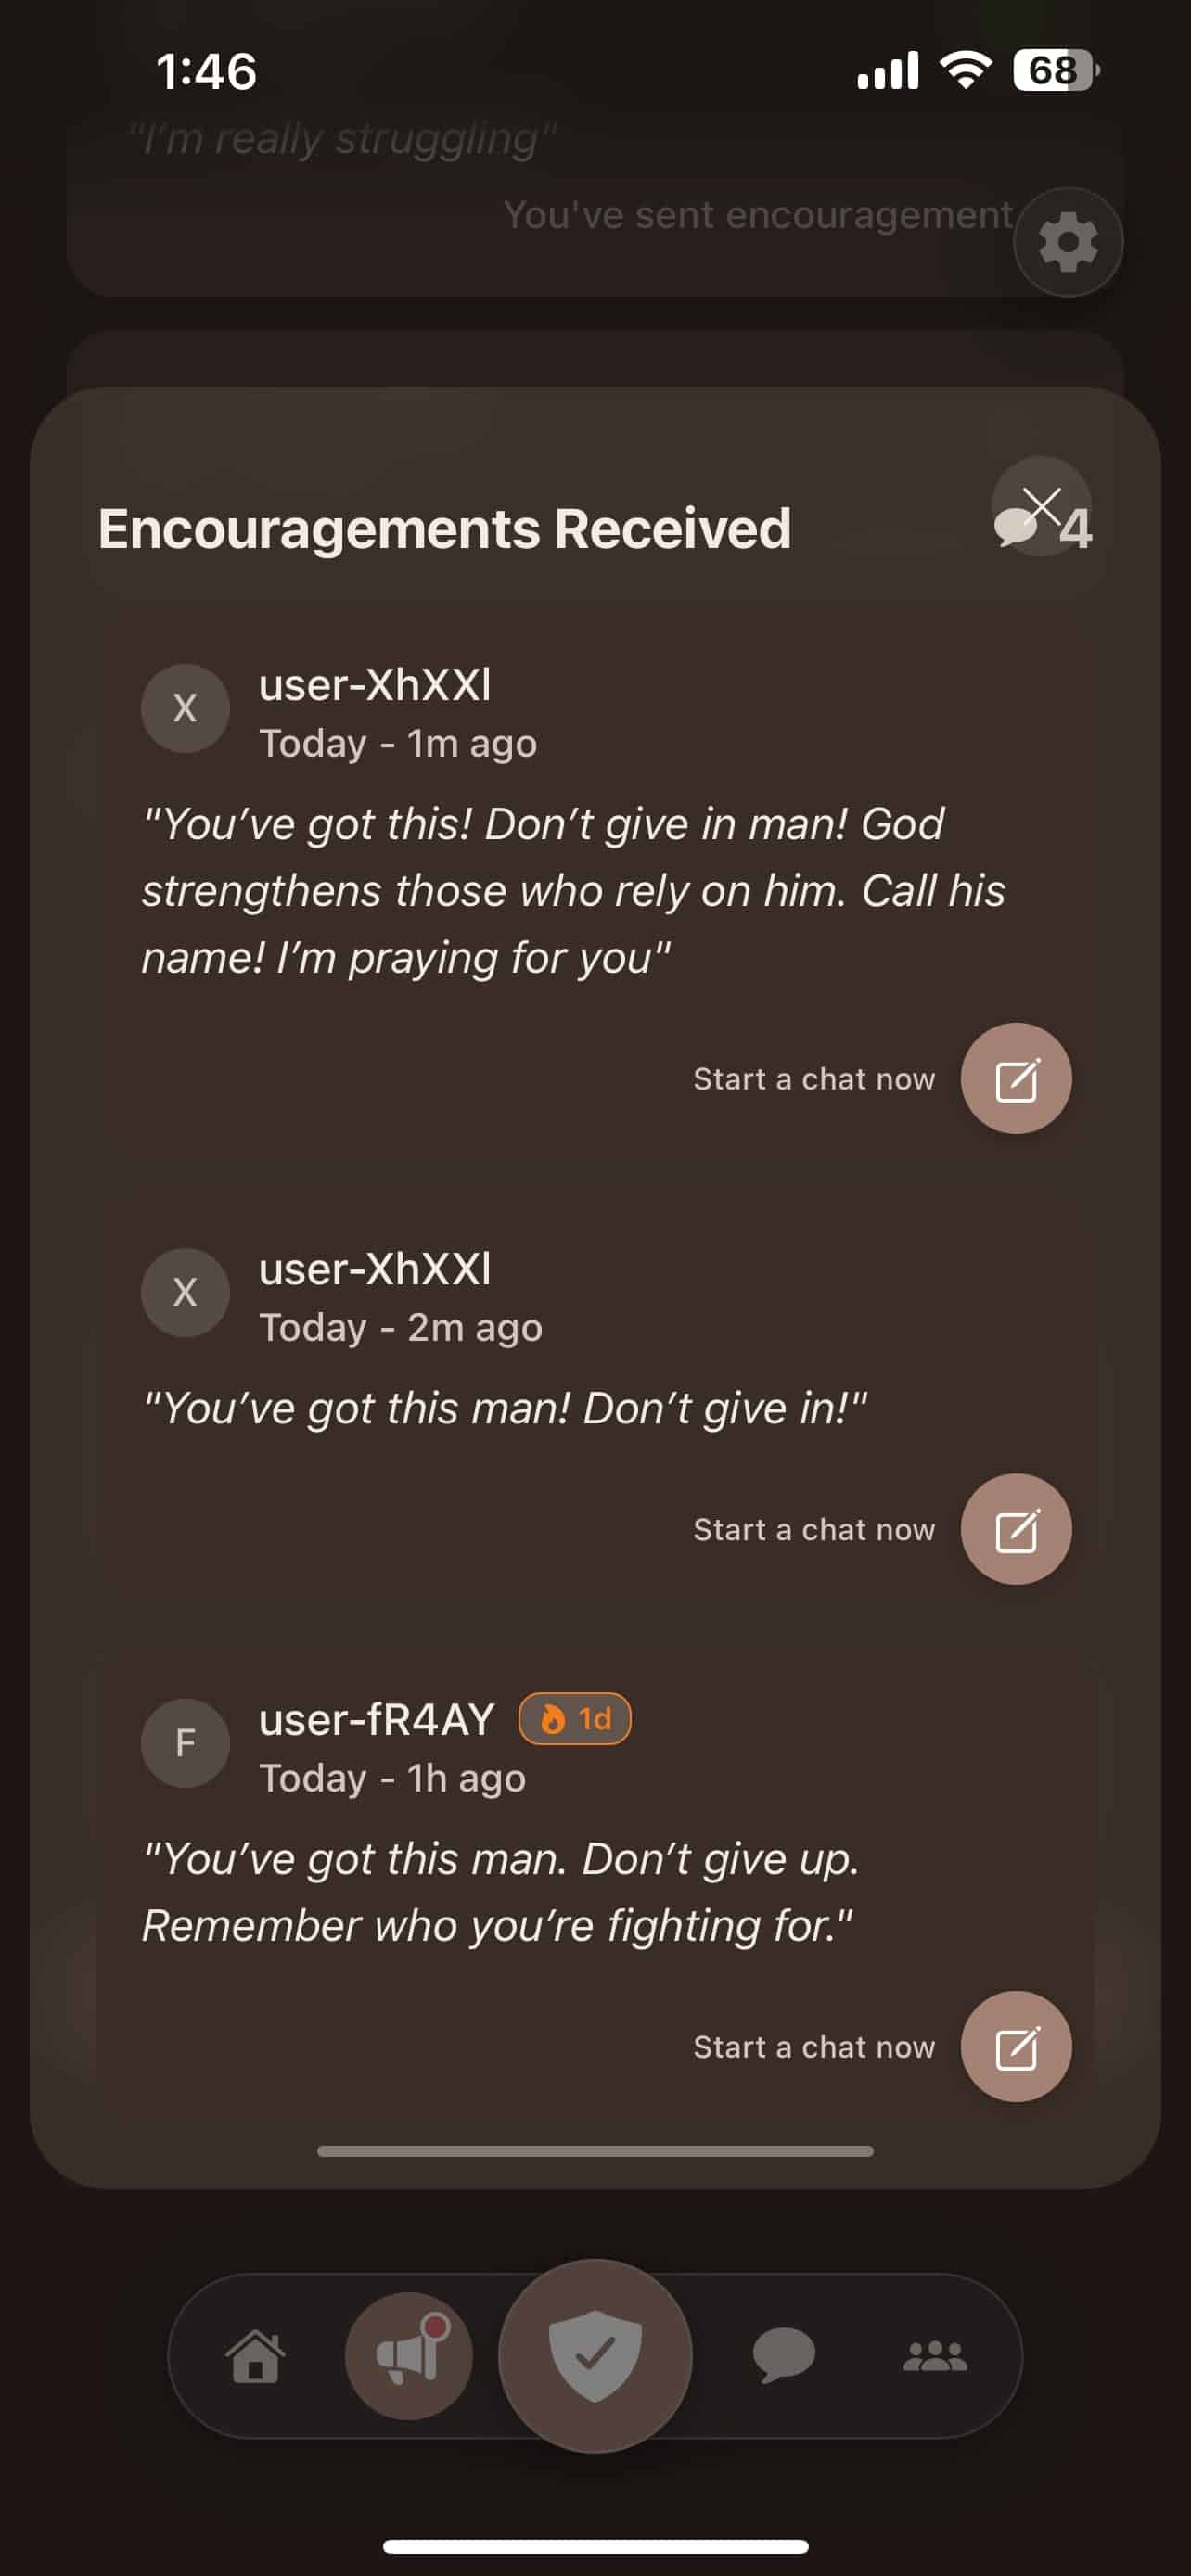 1:46
68
"I'm really struggling"
You've sent encouragement
Encouragements Received
4
X
user-XhXXl
Today - 1m ago
"You've got this! Don't give in man! God
strengthens those who rely on him. Call his
name! I'm praying for you"
Start a chat now
X
user-XhXXl
Today - 2m ago
"You've got this man! Don't give in!"
Start a chat now
F
user-fR4AY
1d
Today - 1h ago
"You've got this man. Don't give up.
Remember who you're fighting for."
Start a chat now